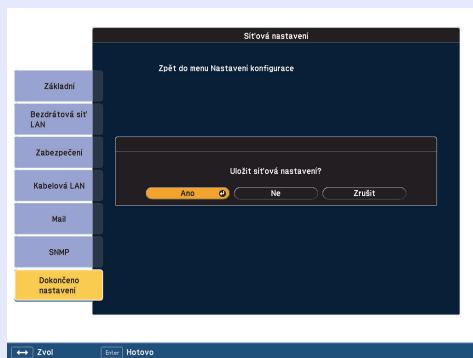 Síťová nastavení
Zpět do menu Nastavení konfigurace
Základní
Bezdrátová síť
LAN
Zabezpečení
Kabelová LAN
Mail
SNMP
Dokončeno
nastavení
Uložit síťová nastavení?
Ano Ne Zrušit
Zvol Enter Hotovo